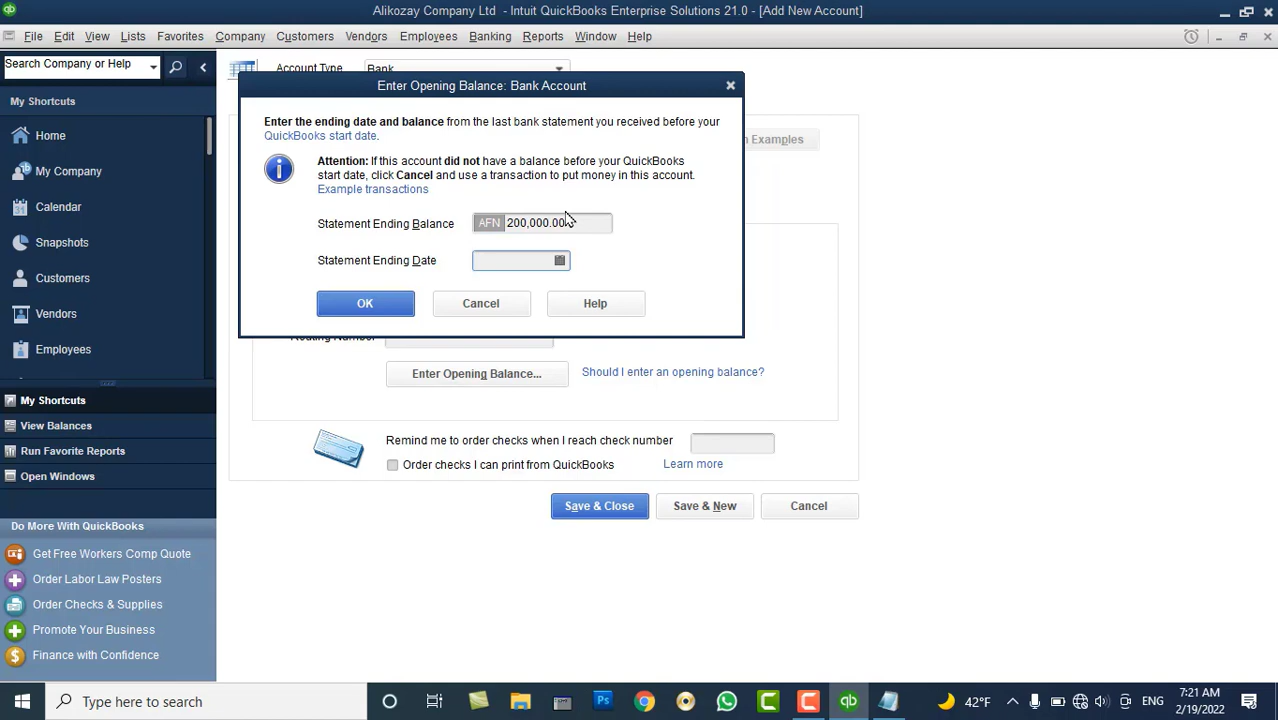 Alikozay Company Ltd - Intuit QuickBooks Enterprise Solutions 21.0 - [Add New Account]
File Edit View Lists Favorites Company Customers Vendors Employees Banking Reports Window Help
Search Company or Help
My Shortcuts
Home
My Company
Calendar
Snapshots
Customers
Vendors
Employees
My Shortcuts
View Balances
Run Favorite Reports
Open Windows
Do More With QuickBooks
Get Free Workers Comp Quote
Order Labor Law Posters
Order Checks & Supplies
Promote Your Business
Finance with Confidence
Account Type Bank
Enter Opening Balance: Bank Account
Enter the ending date and balance from the last bank statement you received before your
QuickBooks start date.
Attention: If this account did not have a balance before your QuickBooks
start date, click Cancel and use a transaction to put money in this account.
Example transactions
Statement Ending Balance AFN 200,000.00
Statement Ending Date
OK Cancel Help
Examples
Routing Number
Enter Opening Balance... Should I enter an opening balance?
Remind me to order checks when I reach check number
Order checks I can print from QuickBooks Learn more
Save & Close Save & New Cancel
Type here to search
Ps
qb
42°F
ENG
7:21 AM
2/19/2022